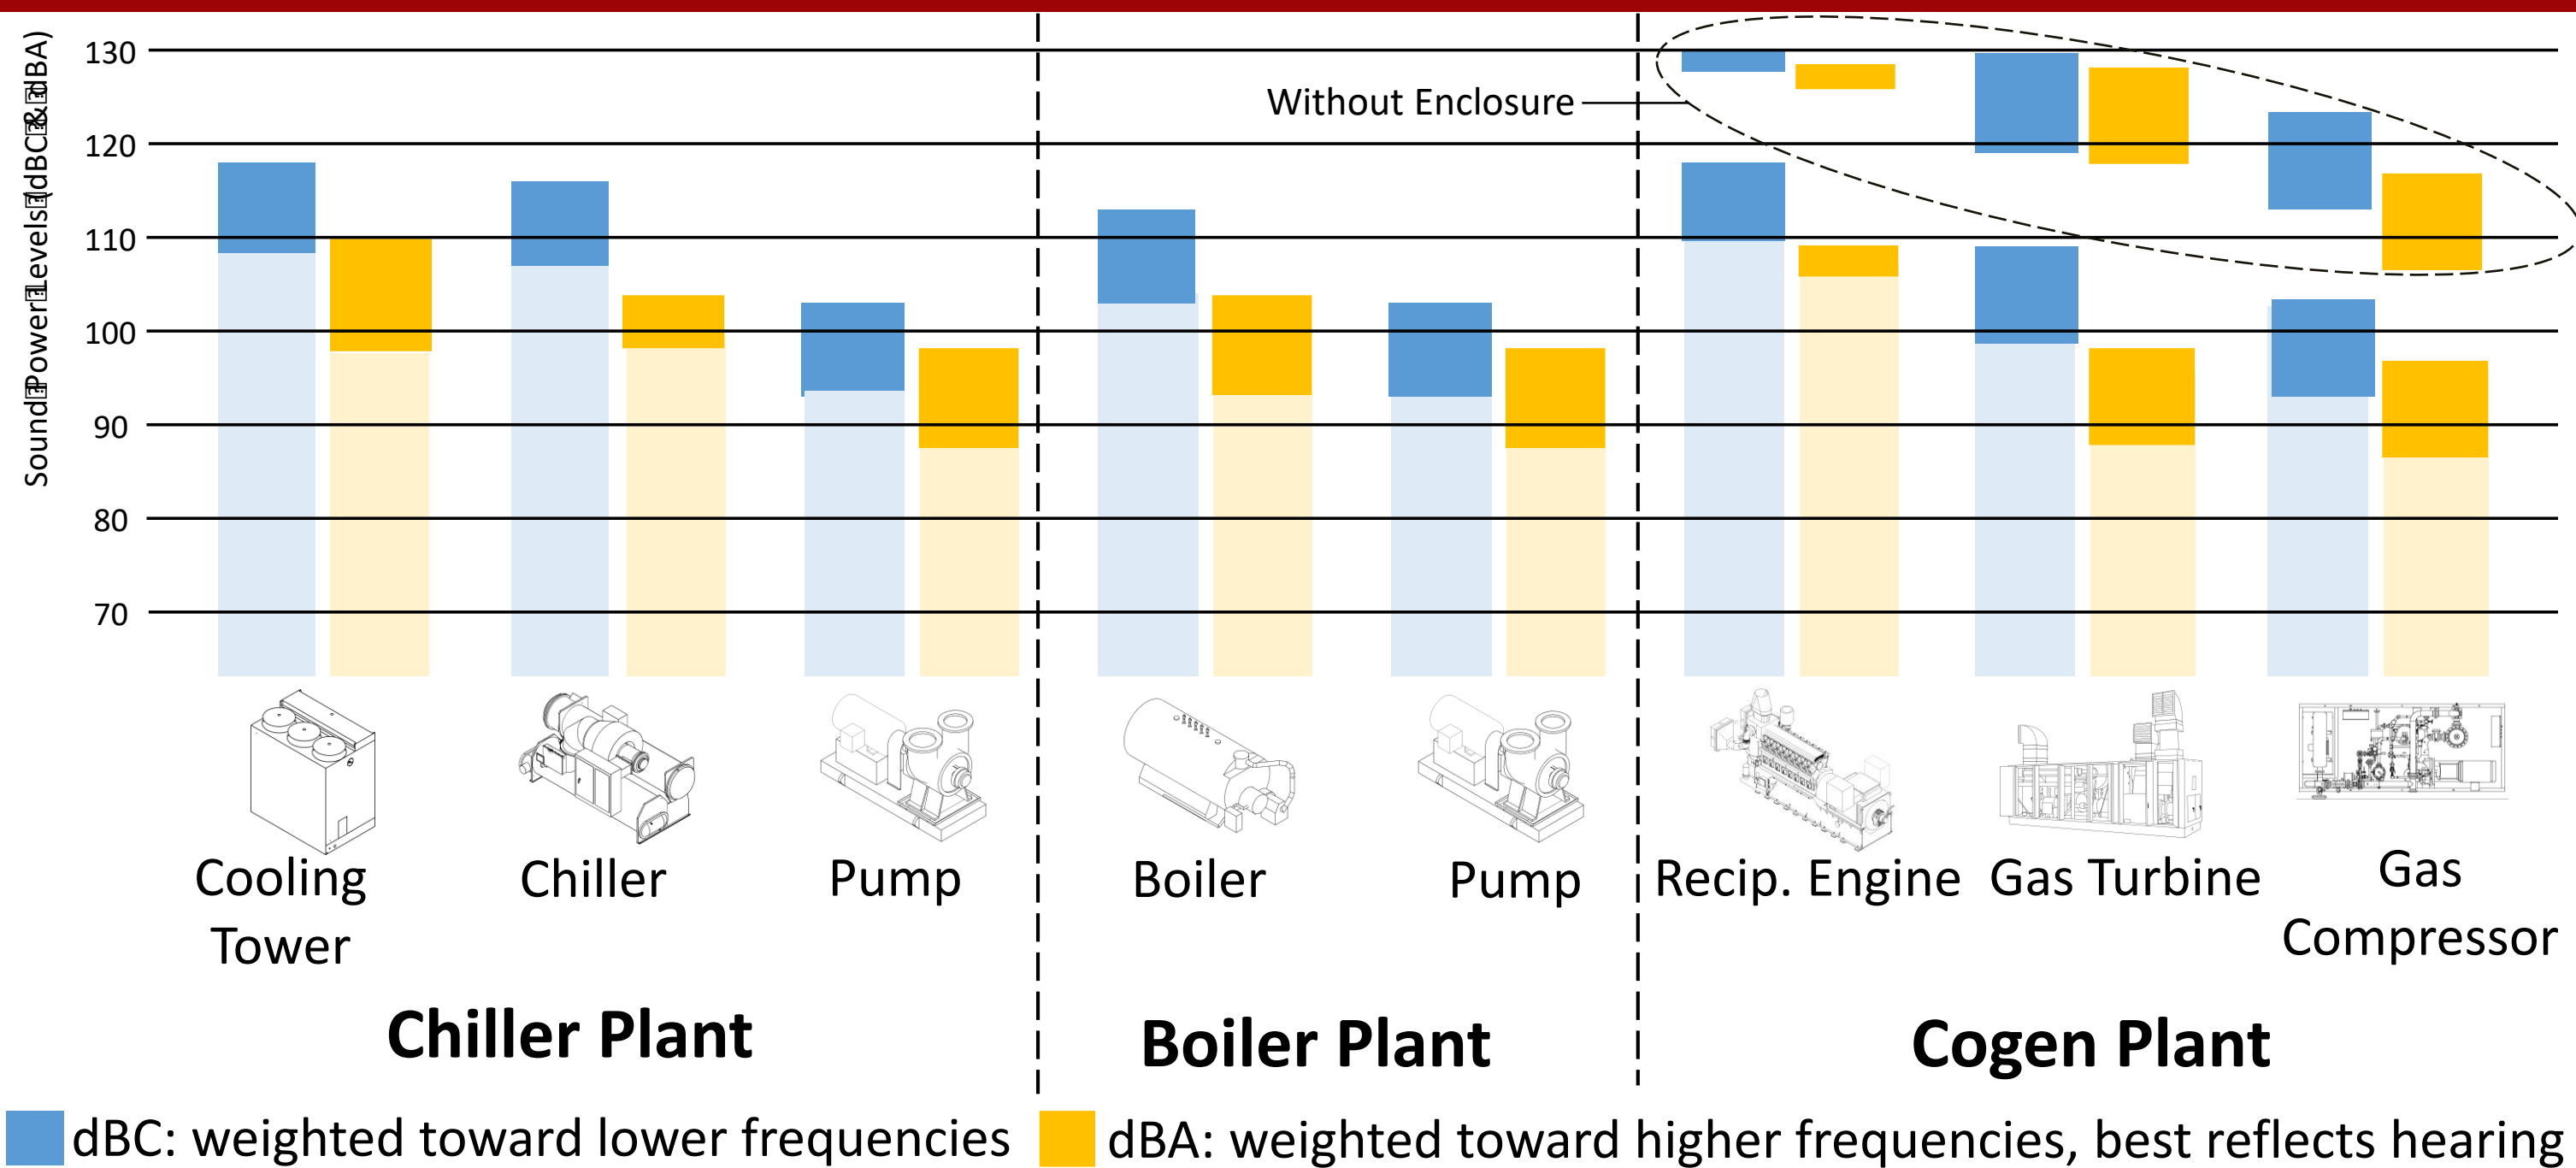 Sound Power Levels (dBC & dBA)
130
120
110
100
90
80
70
Without Enclosure
Cooling
Tower
Chiller
Pump
Boiler
Pump
Recip. Engine
Gas Turbine
Gas
Compressor
Chiller Plant
Boiler Plant
Cogen Plant
dBC: weighted toward lower frequencies
dBA: weighted toward higher frequencies, best reflects hearing